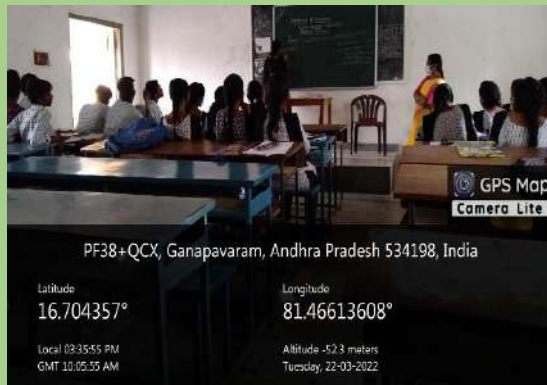 GPS Map
Camera Lite
PF38+QCX, Ganapavaram, Andhra Pradesh 534198, India
Latitude
16.704357°
Longitude
81.46613608°
Local 03:35:55 PM
GMT 10:05:55 AM
Altitude -52.3 meters
Tuesday, 22-03-2022